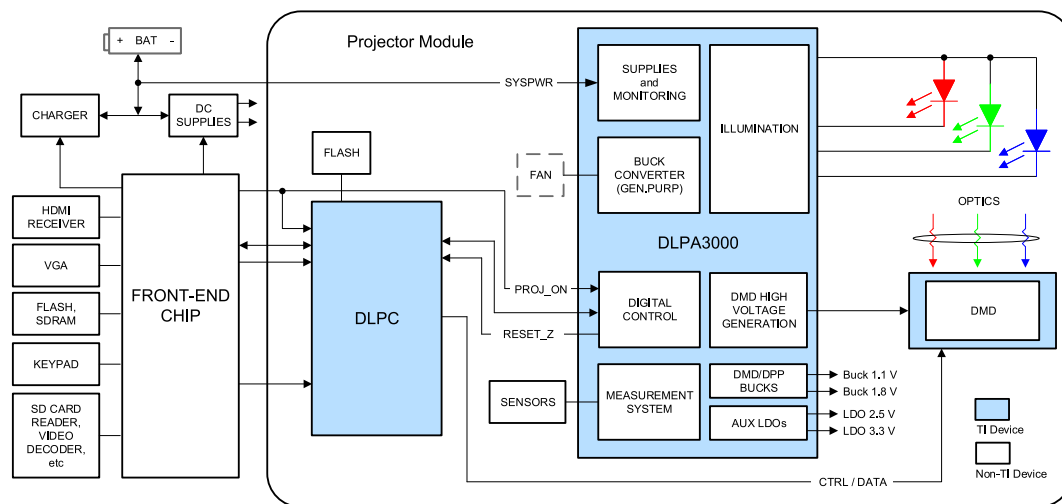 + BAT -
Projector Module
SYSPWR
CHARGER
DC
SUPPLIES
FLASH
HDMI
RECEIVER
VGA
FLASH,
SDRAM
KEYPAD
SD CARD
READER,
VIDEO
DECODER,
etc
FRONT-END
CHIP
DLPC
FAN
SUPPLIES
and
MONITORING
BUCK
CONVERTER
(GEN.PURP)
ILLUMINATION
DLPA3000
PROJ_ON
RESET_Z
DIGITAL
CONTROL
DMD HIGH
VOLTAGE
GENERATION
SENSORS
MEASUREMENT
SYSTEM
DMD/DPP
BUCKS
AUX LDOs
Buck 1.1 V
Buck 1.8 V
LDO 2.5 V
LDO 3.3 V
OPTICS
DMD
CTRL / DATA
TI Device
Non-TI Device